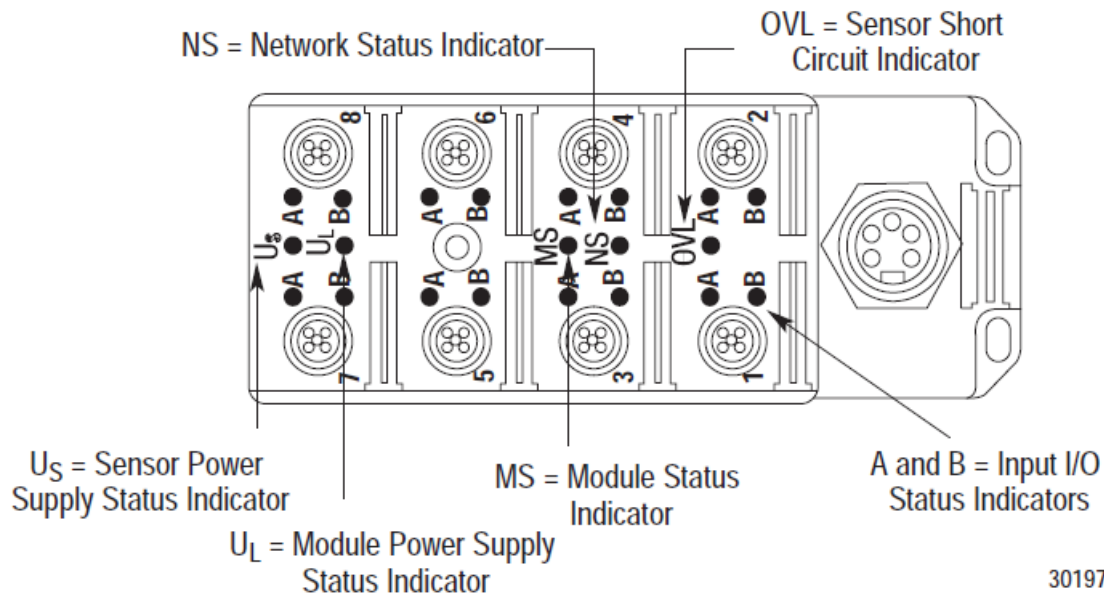 NS = Network Status Indicator
OVL = Sensor Short
Circuit Indicator
8
6
4
2
A
B
A
B
A
B
A
B
US
UL
MS
NS
OVL
A
B
A
B
A
B
A
B
7
5
3
1
US = Sensor Power
Supply Status Indicator
UL = Module Power Supply
Status Indicator
MS = Module Status
Indicator
A and B = Input I/O
Status Indicators
30197